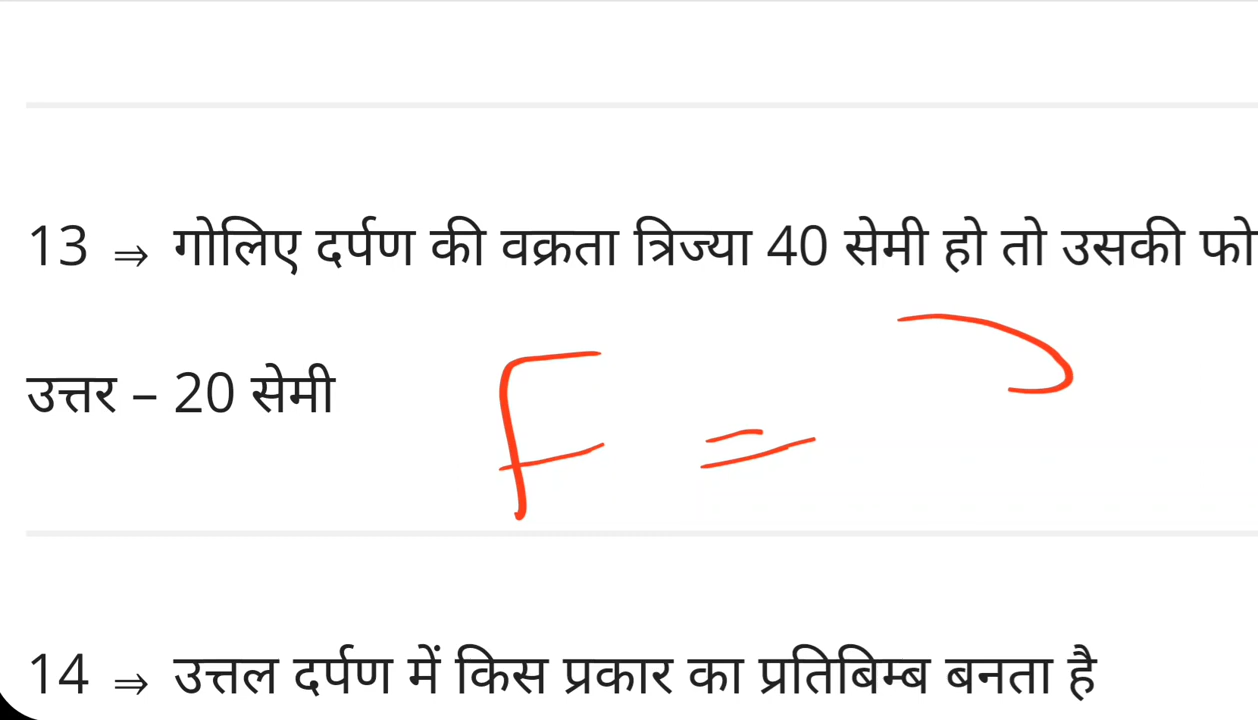 13 ⇒ गोलिए दर्पण की वक्रता त्रिज्या 40 सेमी हो तो उसकी फो
उत्तर – 20 सेमी
F =
14 ⇒ उत्तल दर्पण में किस प्रकार का प्रतिबिम्ब बनता है